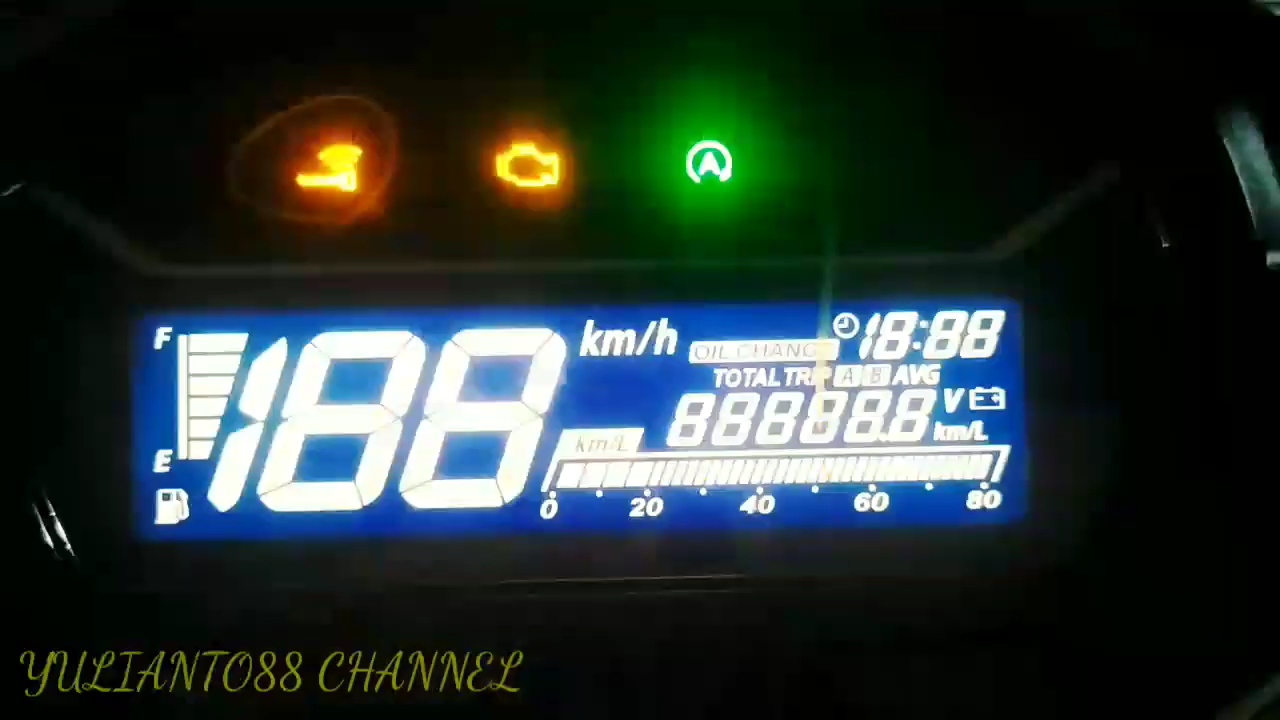 A
F
188 km/h
18:88
OIL CHANGE
TOTAL TRIP A B AVG
888888.8 V
km/L
km/L
E
0 20 40 60 80
YULIANTO88 CHANNEL